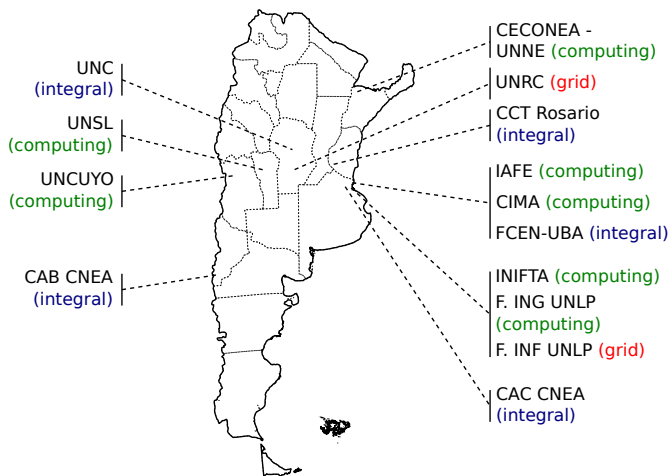 UNC
(integral)
UNSL
(computing)
UNCUYO
(computing)
CAB CNEA
(integral)
CECONEA -
UNNE (computing)
UNRC (grid)
CCT Rosario
(integral)
IAFE (computing)
CIMA (computing)
FCEN-UBA (integral)
INIFTA (computing)
F. ING UNLP
(computing)
F. INF UNLP (grid)
CAC CNEA
(integral)